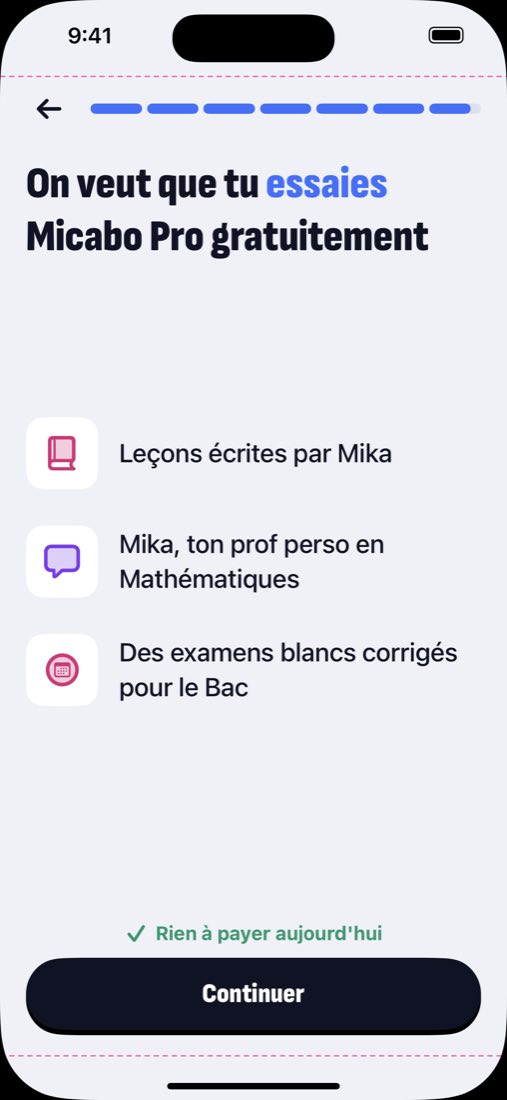 9:41
On veut que tu essaies
Micabo Pro gratuitement
Leçons écrites par Mika
Mika, ton prof perso en
Mathématiques
Des examens blancs corrigés
pour le Bac
Rien à payer aujourd'hui
Continuer